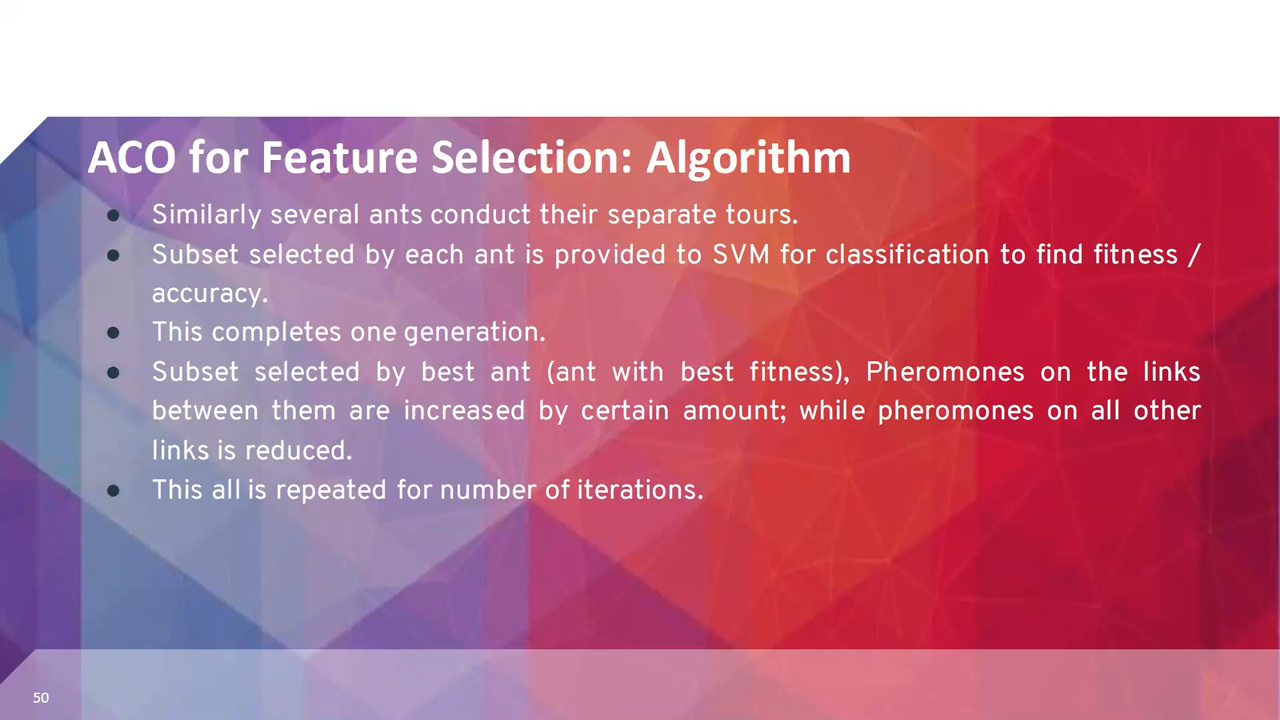 ACO for Feature Selection: Algorithm
● Similarly several ants conduct their separate tours.
● Subset selected by each ant is provided to SVM for classification to find fitness /
accuracy.
● This completes one generation.
● Subset selected by best ant (ant with best fitness), Pheromones on the links
between them are increased by certain amount; while pheromones on all other
links is reduced.
● This all is repeated for number of iterations.
50